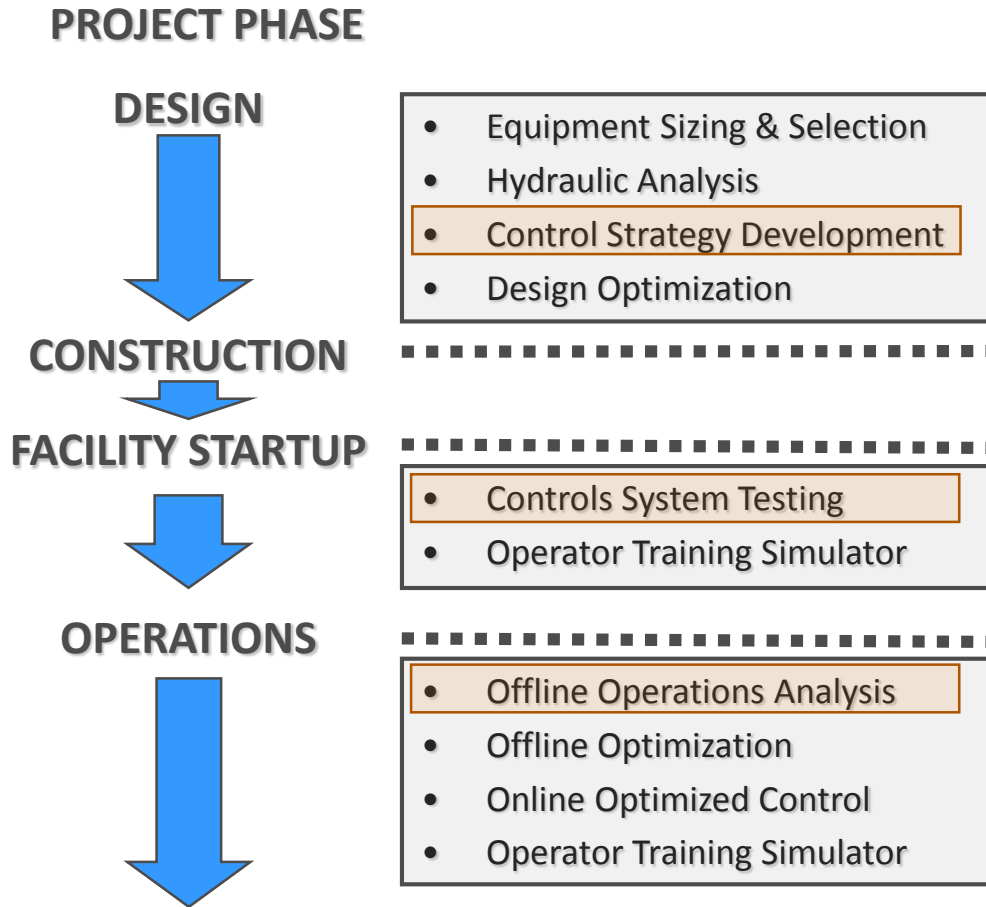 PROJECT PHASE
DESIGN
• Equipment Sizing & Selection
• Hydraulic Analysis
• Control Strategy Development
• Design Optimization
CONSTRUCTION
FACILITY STARTUP
• Controls System Testing
• Operator Training Simulator
OPERATIONS
• Offline Operations Analysis
• Offline Optimization
• Online Optimized Control
• Operator Training Simulator